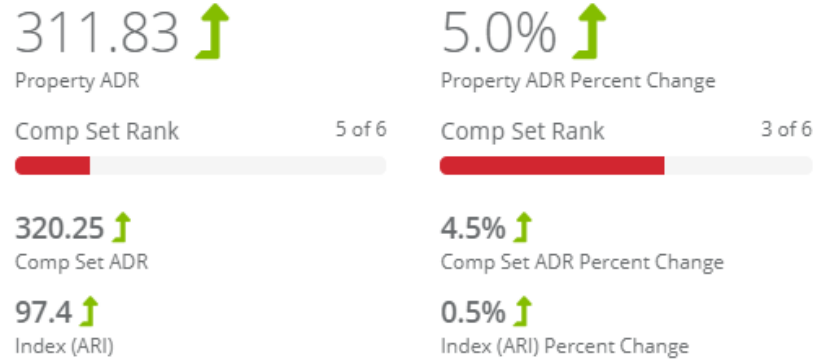 311.83 5.0%
Property ADR Property ADR Percent Change
Comp Set Rank 5 of 6 Comp Set Rank 3 of 6
320.25 4.5%
Comp Set ADR Comp Set ADR Percent Change
97.4 0.5%
Index (ARI) Index (ARI) Percent Change